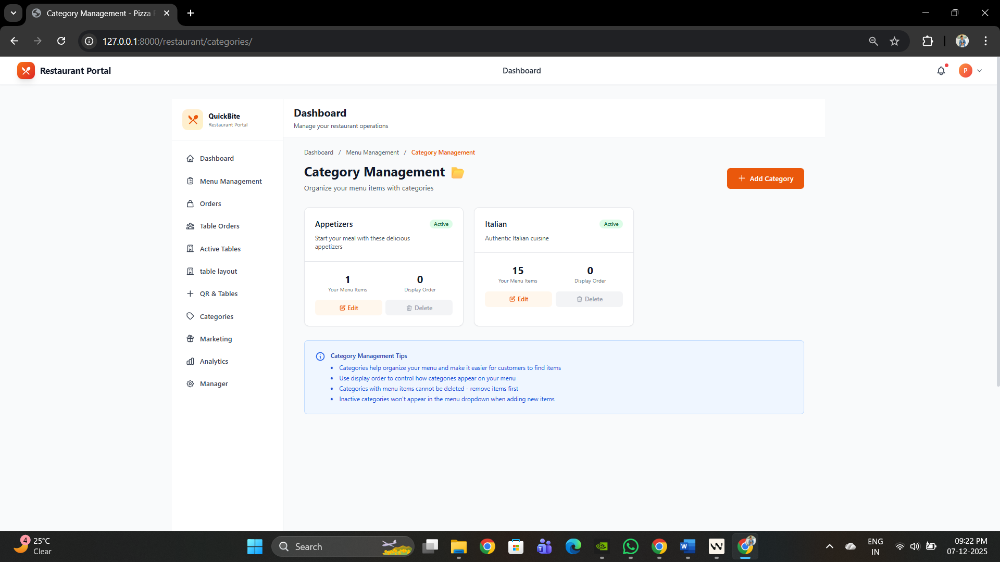 Category Management - Pizza
127.0.0.1:8000/restaurant/categories/
Restaurant Portal
Dashboard
P
QuickBite
Restaurant Portal
Dashboard
Menu Management
Orders
Table Orders
Active Tables
table layout
QR & Tables
Categories
Marketing
Analytics
Manager
Dashboard
Manage your restaurant operations
Dashboard / Menu Management / Category Management
Category Management
Organize your menu items with categories
+ Add Category
Appetizers
Active
Start your meal with these delicious
appetizers
1
Your Menu Items
0
Display Order
Edit
Delete
Italian
Active
Authentic Italian cuisine
15
Your Menu Items
0
Display Order
Edit
Delete
Category Management Tips
• Categories help organize your menu and make it easier for customers to find items
• Use display order to control how categories appear on your menu
• Categories with menu items cannot be deleted - remove items first
• Inactive categories won't appear in the menu dropdown when adding new items
4
25°C
Clear
Search
ENG
IN
09:22 PM
07-12-2025